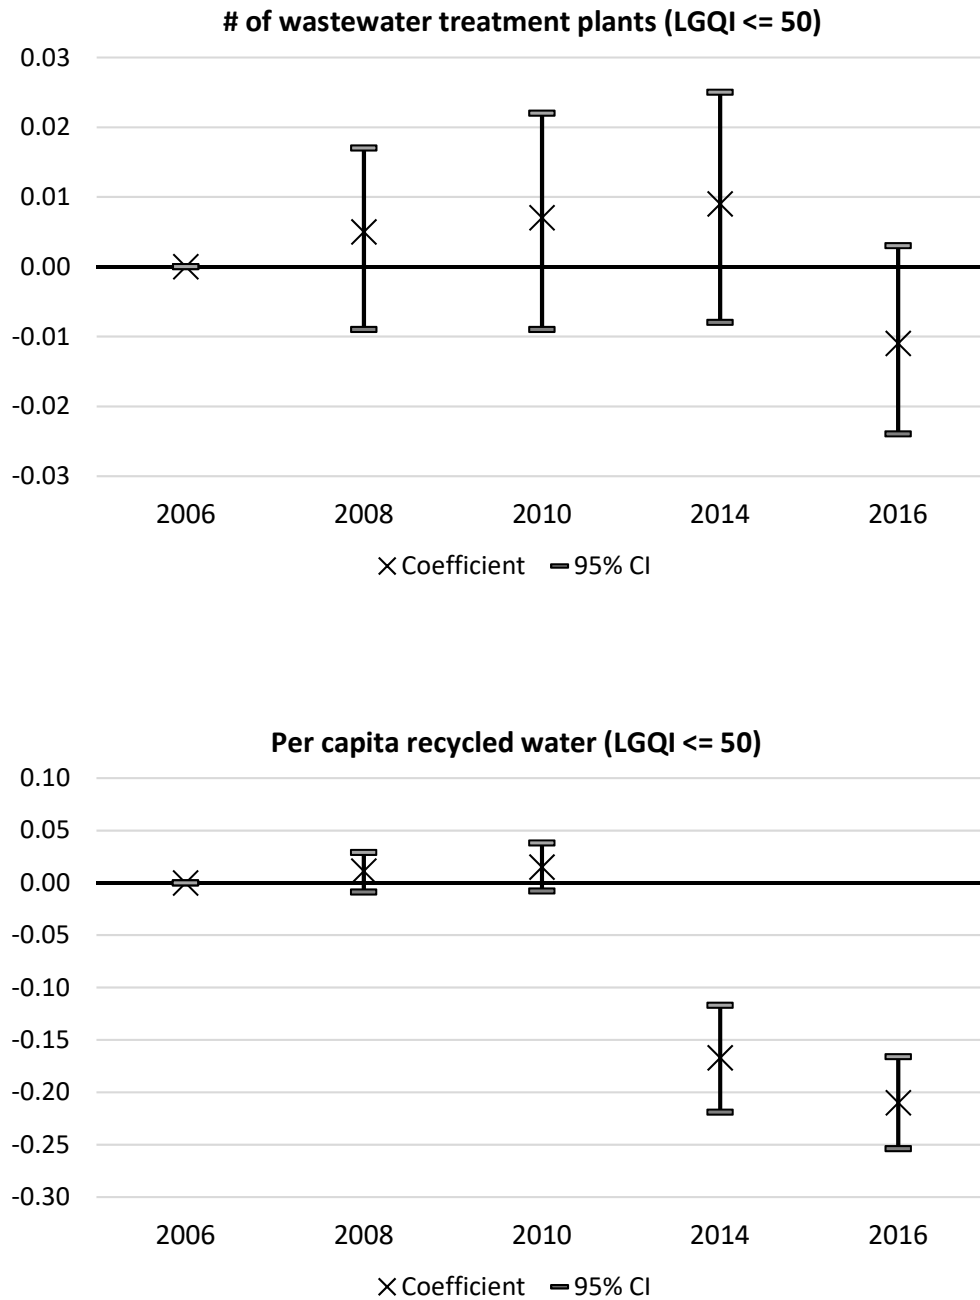 # of wastewater treatment plants (LGQI <= 50)
0.03
0.02
0.01
0.00
-0.01
-0.02
-0.03
2006 2008 2010 2014 2016
Coefficient 95% CI
Per capita recycled water (LGQI <= 50)
0.10
0.05
0.00
-0.05
-0.10
-0.15
-0.20
-0.25
-0.30
2006 2008 2010 2014 2016
Coefficient 95% CI